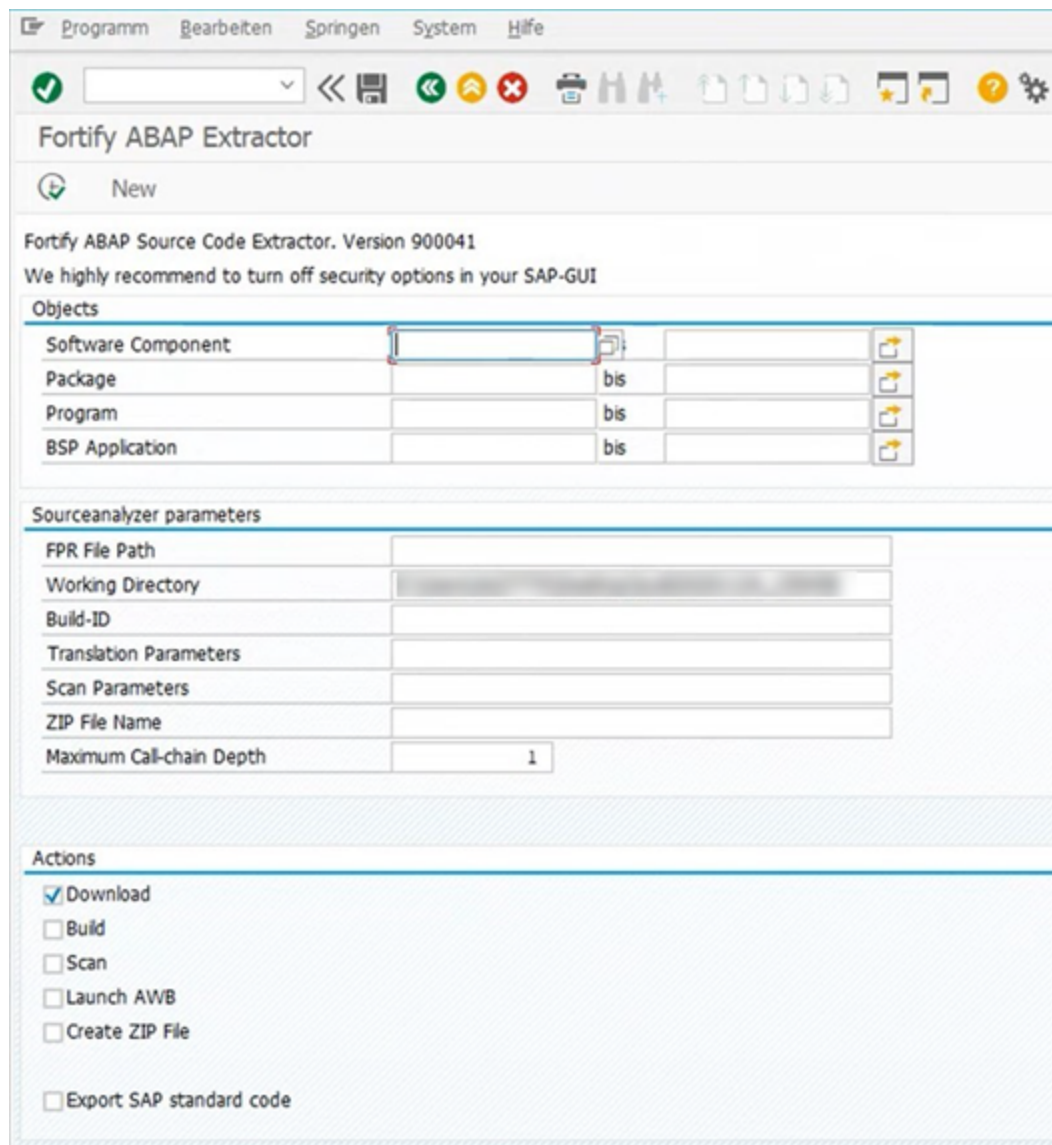 Programm Bearbeiten Springen System Hilfe
Fortify ABAP Extractor
New
Fortify ABAP Source Code Extractor. Version 900041
We highly recommend to turn off security options in your SAP-GUI
Objects
Software Component
Package bis
Program bis
BSP Application bis
Sourceanalyzer parameters
FPR File Path
Working Directory
Build-ID
Translation Parameters
Scan Parameters
ZIP File Name
Maximum Call-chain Depth 1
Actions
Download
Build
Scan
Launch AWB
Create ZIP File
Export SAP standard code